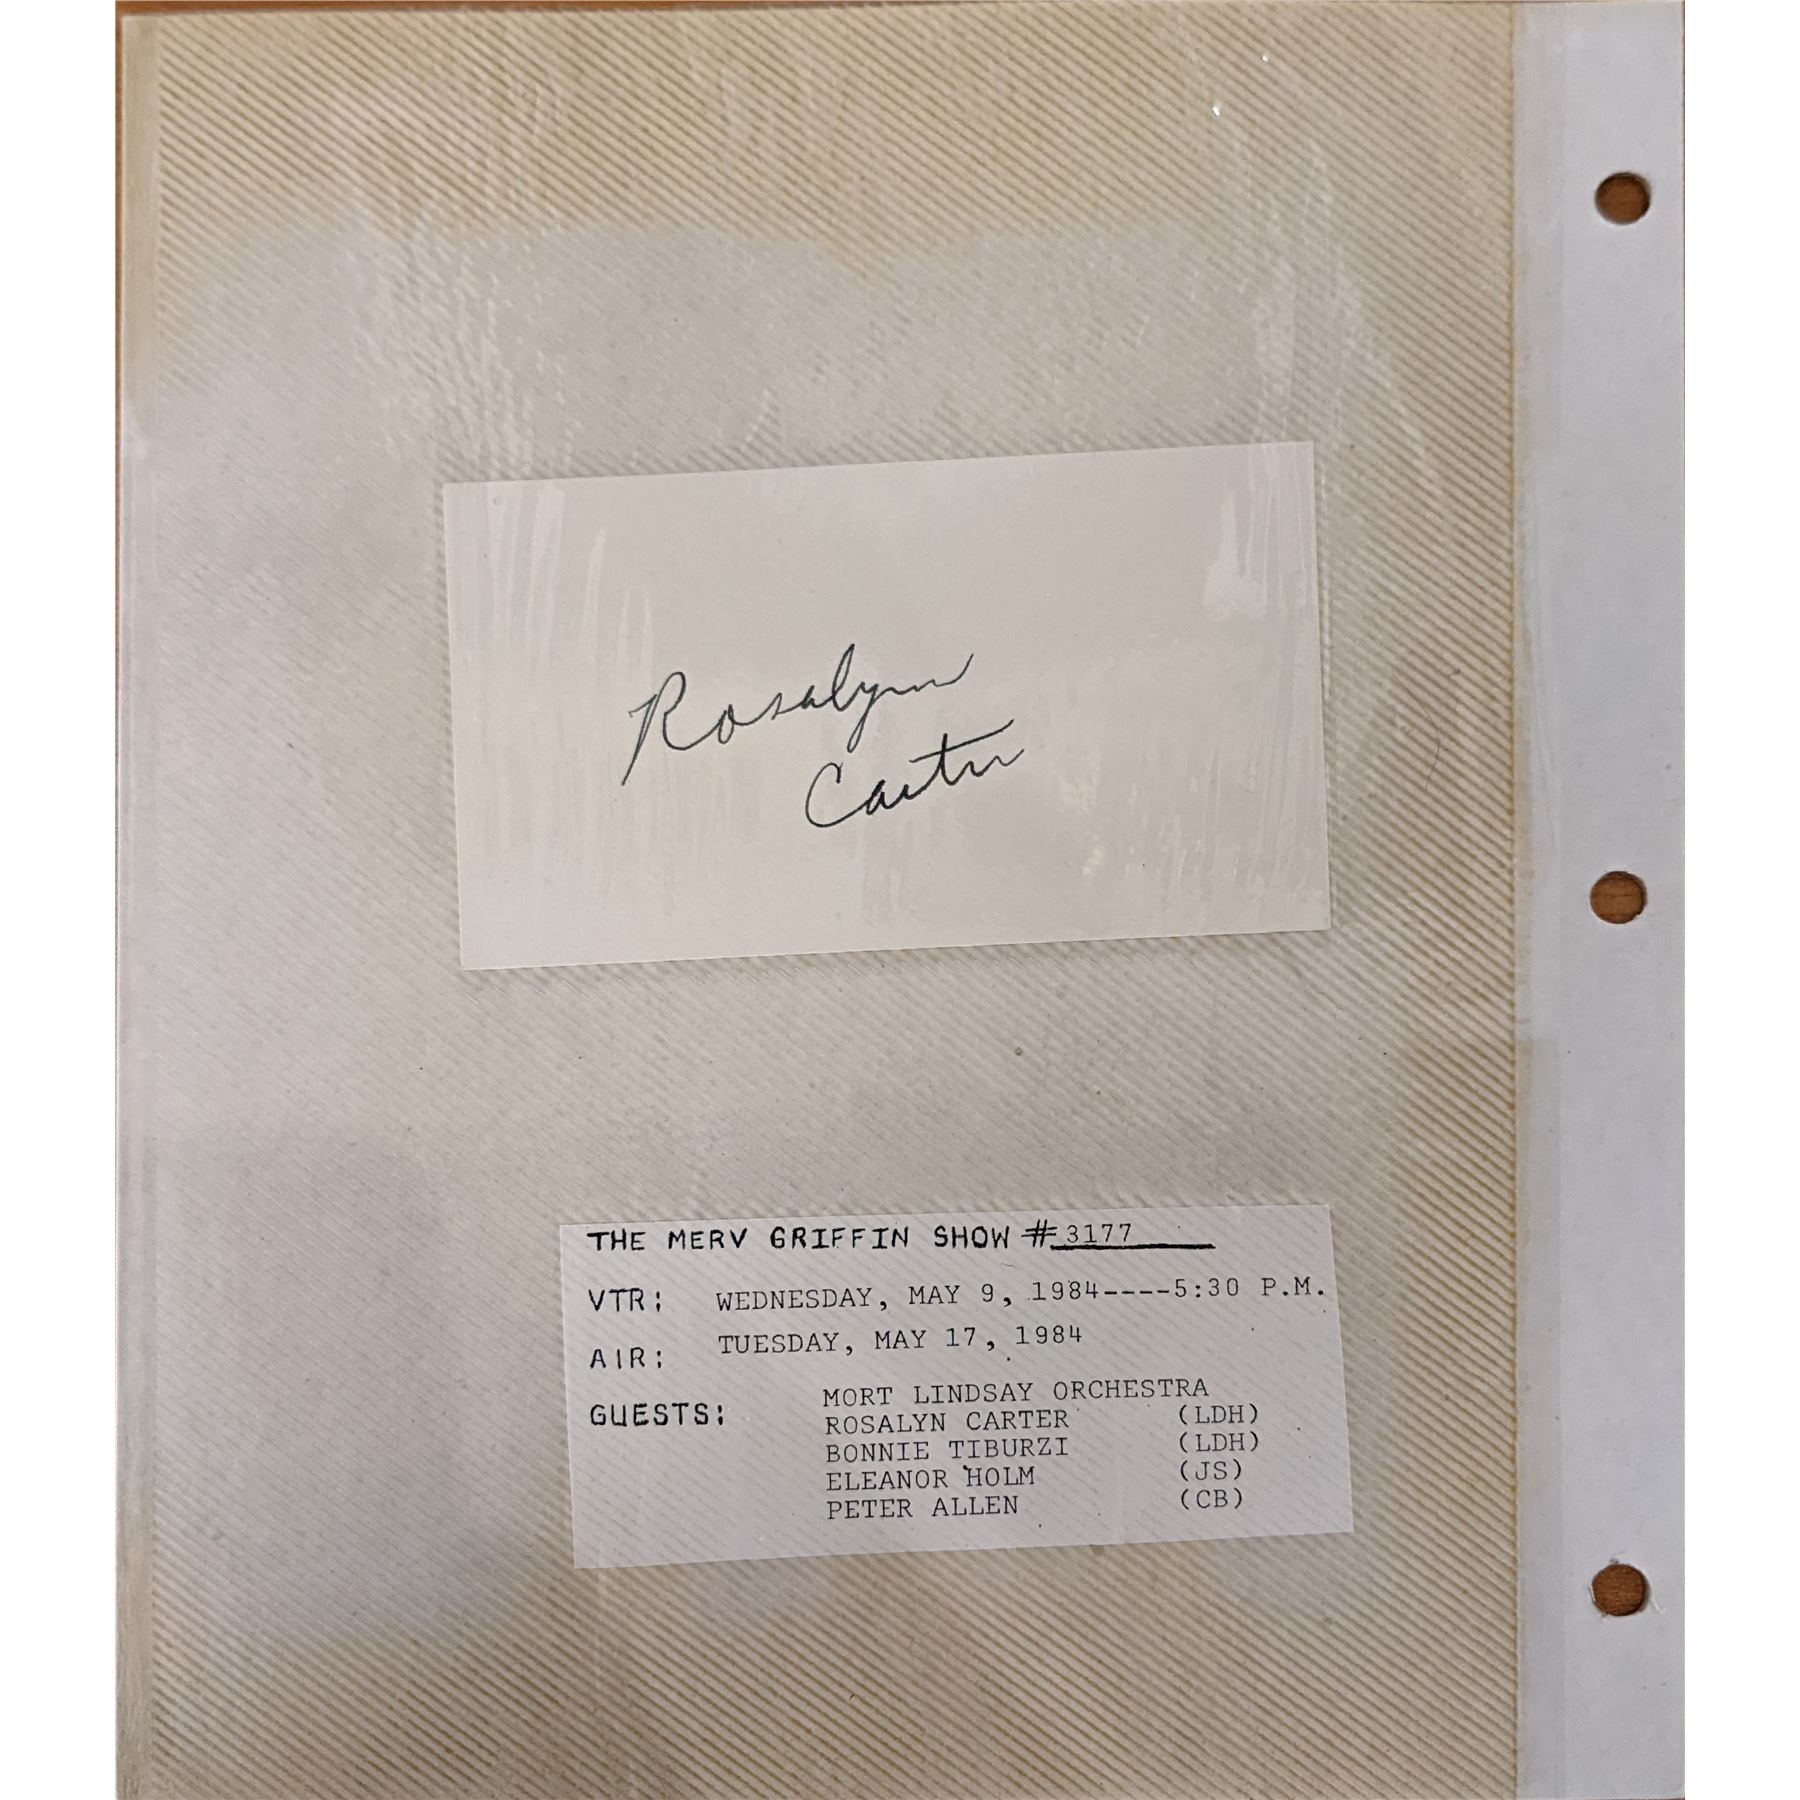 Rosalynn
Carter
THE MERV GRIFFIN SHOW #3177
VTR: WEDNESDAY, MAY 9, 1984----5:30 P.M.
AIR: TUESDAY, MAY 17, 1984
GUESTS: MORT LINDSAY ORCHESTRA
ROSALYN CARTER (LDH)
BONNIE TIBURZI (LDH)
ELEANOR HOLM (JS)
PETER ALLEN (CB)